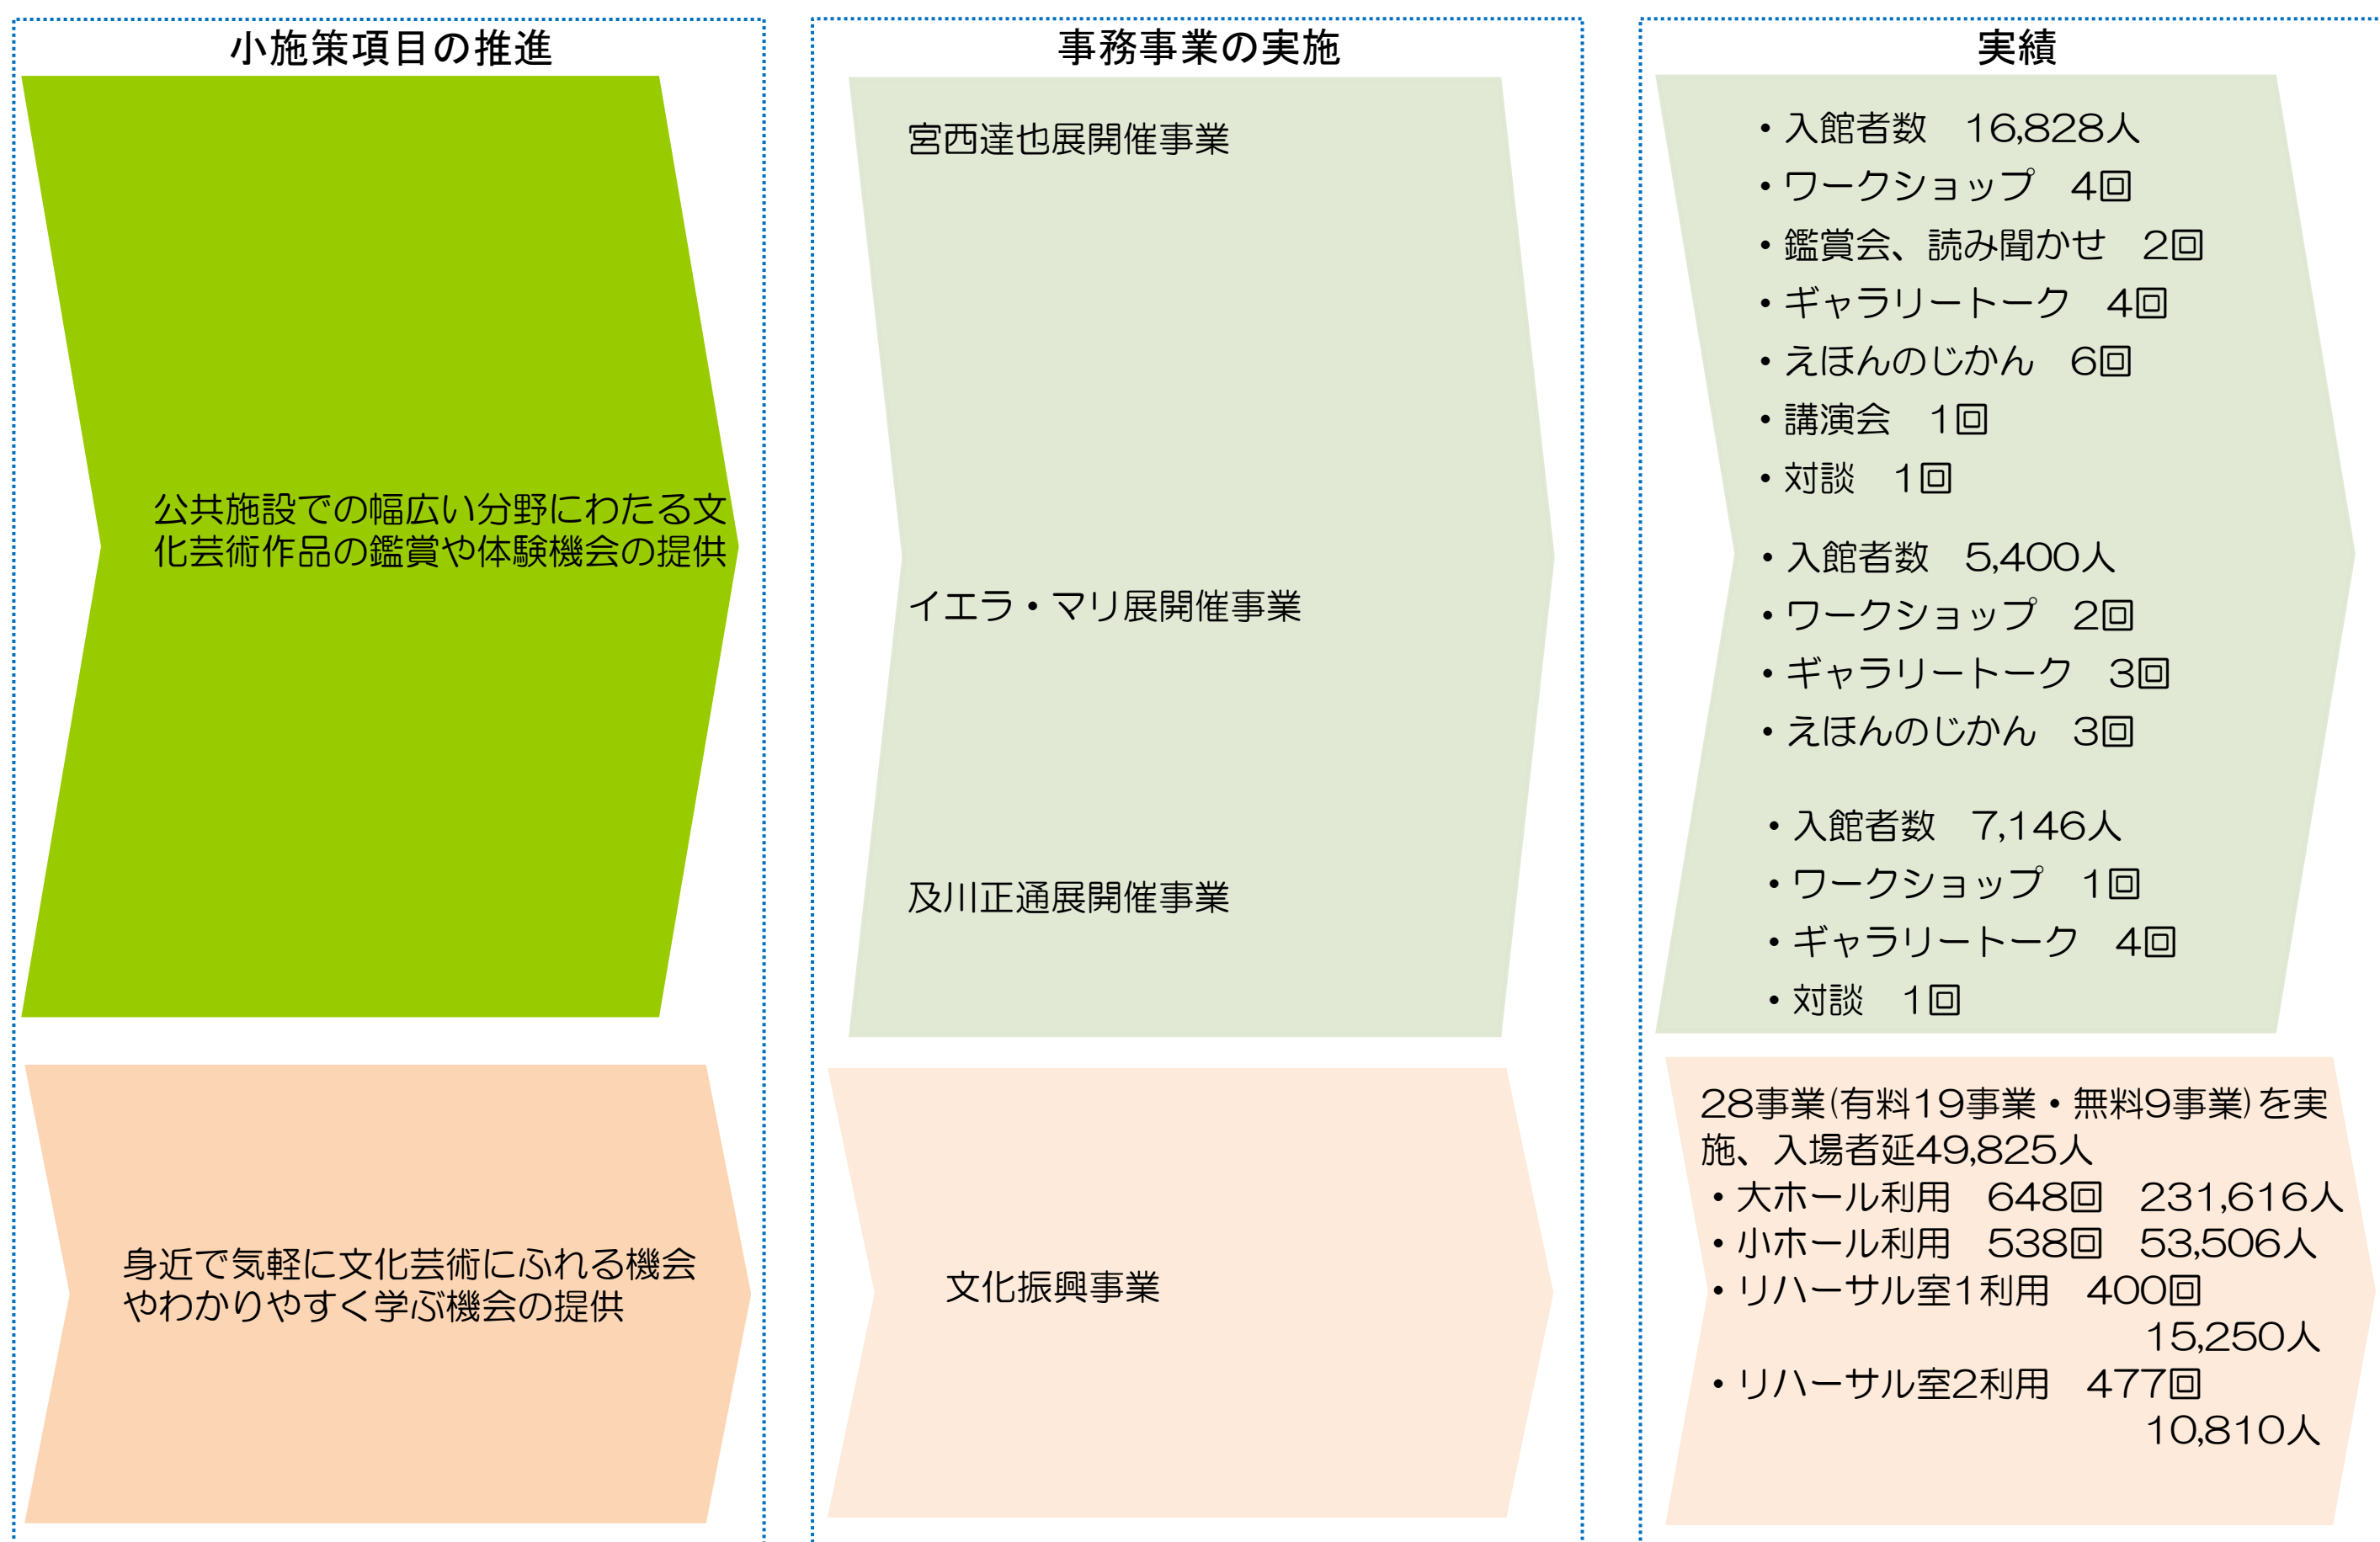 小施策項目の推進
公共施設での幅広い分野にわたる文
化芸術作品の鑑賞や体験機会の提供
身近で気軽に文化芸術にふれる機会
やわかりやすく学ぶ機会の提供
事務事業の実施
宮西達也展開催事業
イエラ・マリ展開催事業
及川正通展開催事業
文化振興事業
実績
・入館者数　16,828人
・ワークショップ　4回
・鑑賞会、読み聞かせ　2回
・ギャラリートーク　4回
・えほんのじかん　6回
・講演会　1回
・対談　1回
・入館者数　5,400人
・ワークショップ　2回
・ギャラリートーク　3回
・えほんのじかん　3回
・入館者数　7,146人
・ワークショップ　1回
・ギャラリートーク　4回
・対談　1回
28事業(有料19事業・無料9事業)を実
施、入場者延49,825人
・大ホール利用　648回　231,616人
・小ホール利用　538回　53,506人
・リハーサル室1利用　400回
15,250人
・リハーサル室2利用　477回
10,810人